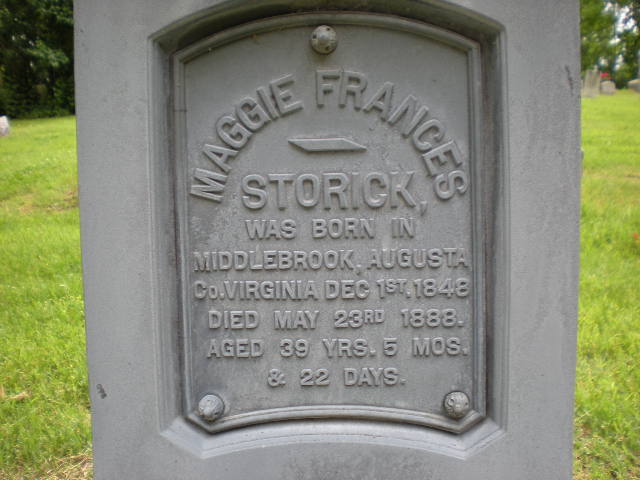 MAGGIE FRANCES
STORICK,
WAS BORN IN
MIDDLEBROOK, AUGUSTA
CO. VIRGINIA DEC 1ST, 1848
DIED MAY 23RD 1888.
AGED 39 YRS. 5 MOS.
& 22 DAYS.